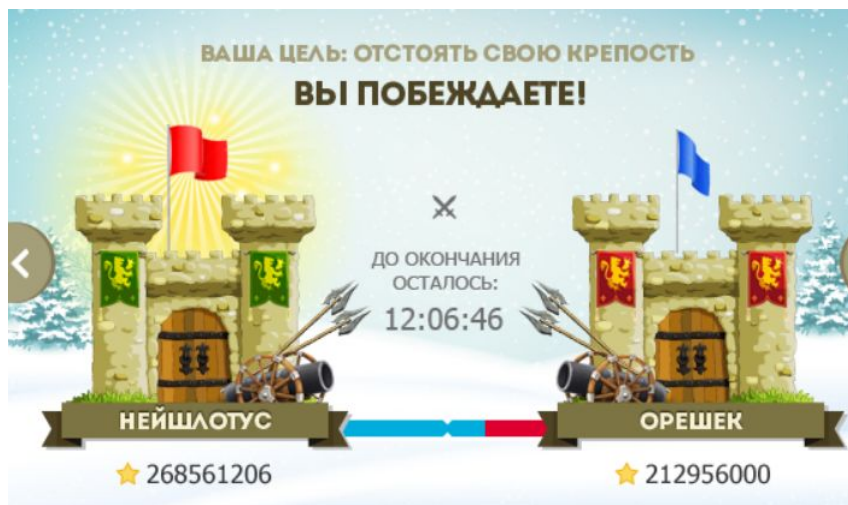 ВАША ЦЕЛЬ: ОТСТОЯТЬ СВОЮ КРЕПОСТЬ
ВЫ ПОБЕЖДАЕТЕ!
ДО ОКОНЧАНИЯ
ОСТАЛОСЬ:
12:06:46
НЕЙШЛОТУС
ОРЕШЕК
268561206
212956000